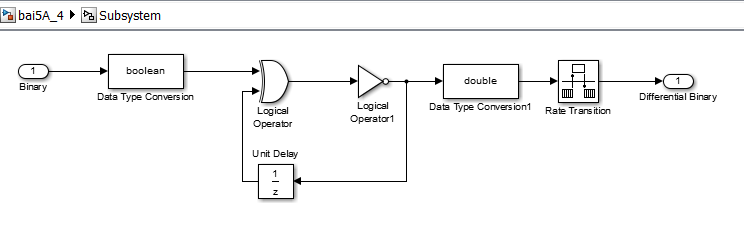 bai5A_4 Subsystem
1
Binary
boolean
Data Type Conversion
Logical
Operator
Logical
Operator1
double
Data Type Conversion1
Rate Transition
1
Differential Binary
Unit Delay
1
z